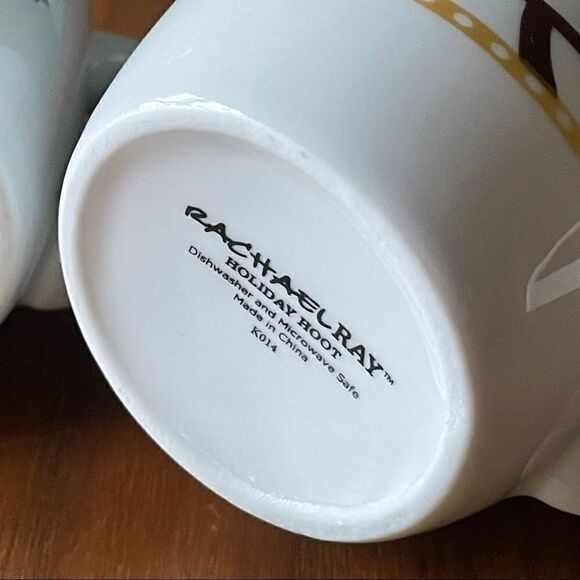 RACHAEL RAY™
HOLIDAY HOOT
Dishwasher and Microwave Safe
Made in China
K014